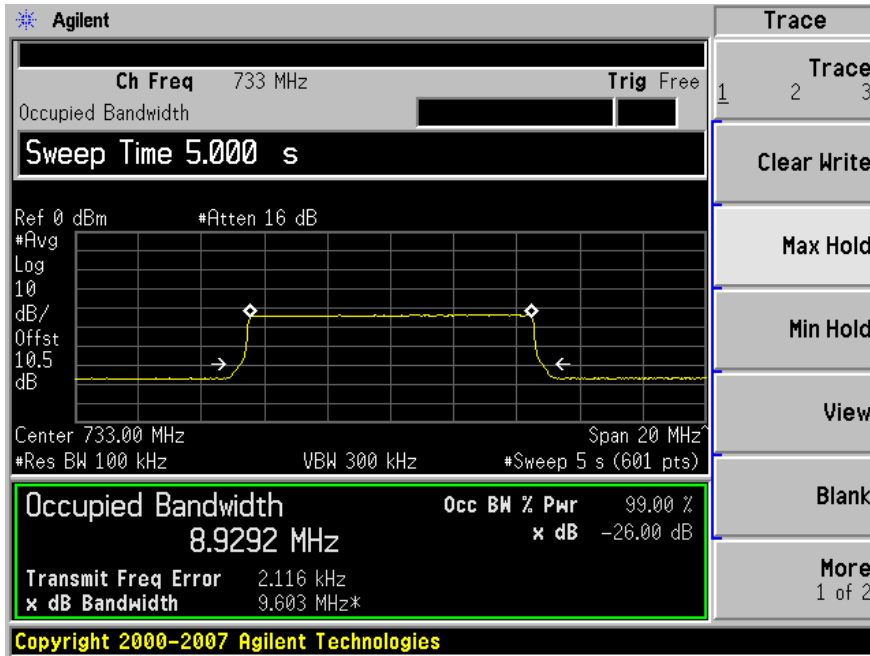 Agilent
Trace
Ch Freq 733 MHz Trig Free
Occupied Bandwidth
Sweep Time 5.000 s
Ref 0 dBm #Atten 16 dB
#Avg
Log
10
dB/
Offst
10.5
dB
Center 733.00 MHz Span 20 MHz^
#Res BW 100 kHz VBW 300 kHz #Sweep 5 s (601 pts)
Occupied Bandwidth
8.9292 MHz
Occ BW % Pwr 99.00 %
x dB -26.00 dB
Transmit Freq Error 2.116 kHz
x dB Bandwidth 9.603 MHz*
Copyright 2000-2007 Agilent Technologies
Trace
1 2 3
Clear Write
Max Hold
Min Hold
View
Blank
More
1 of 2